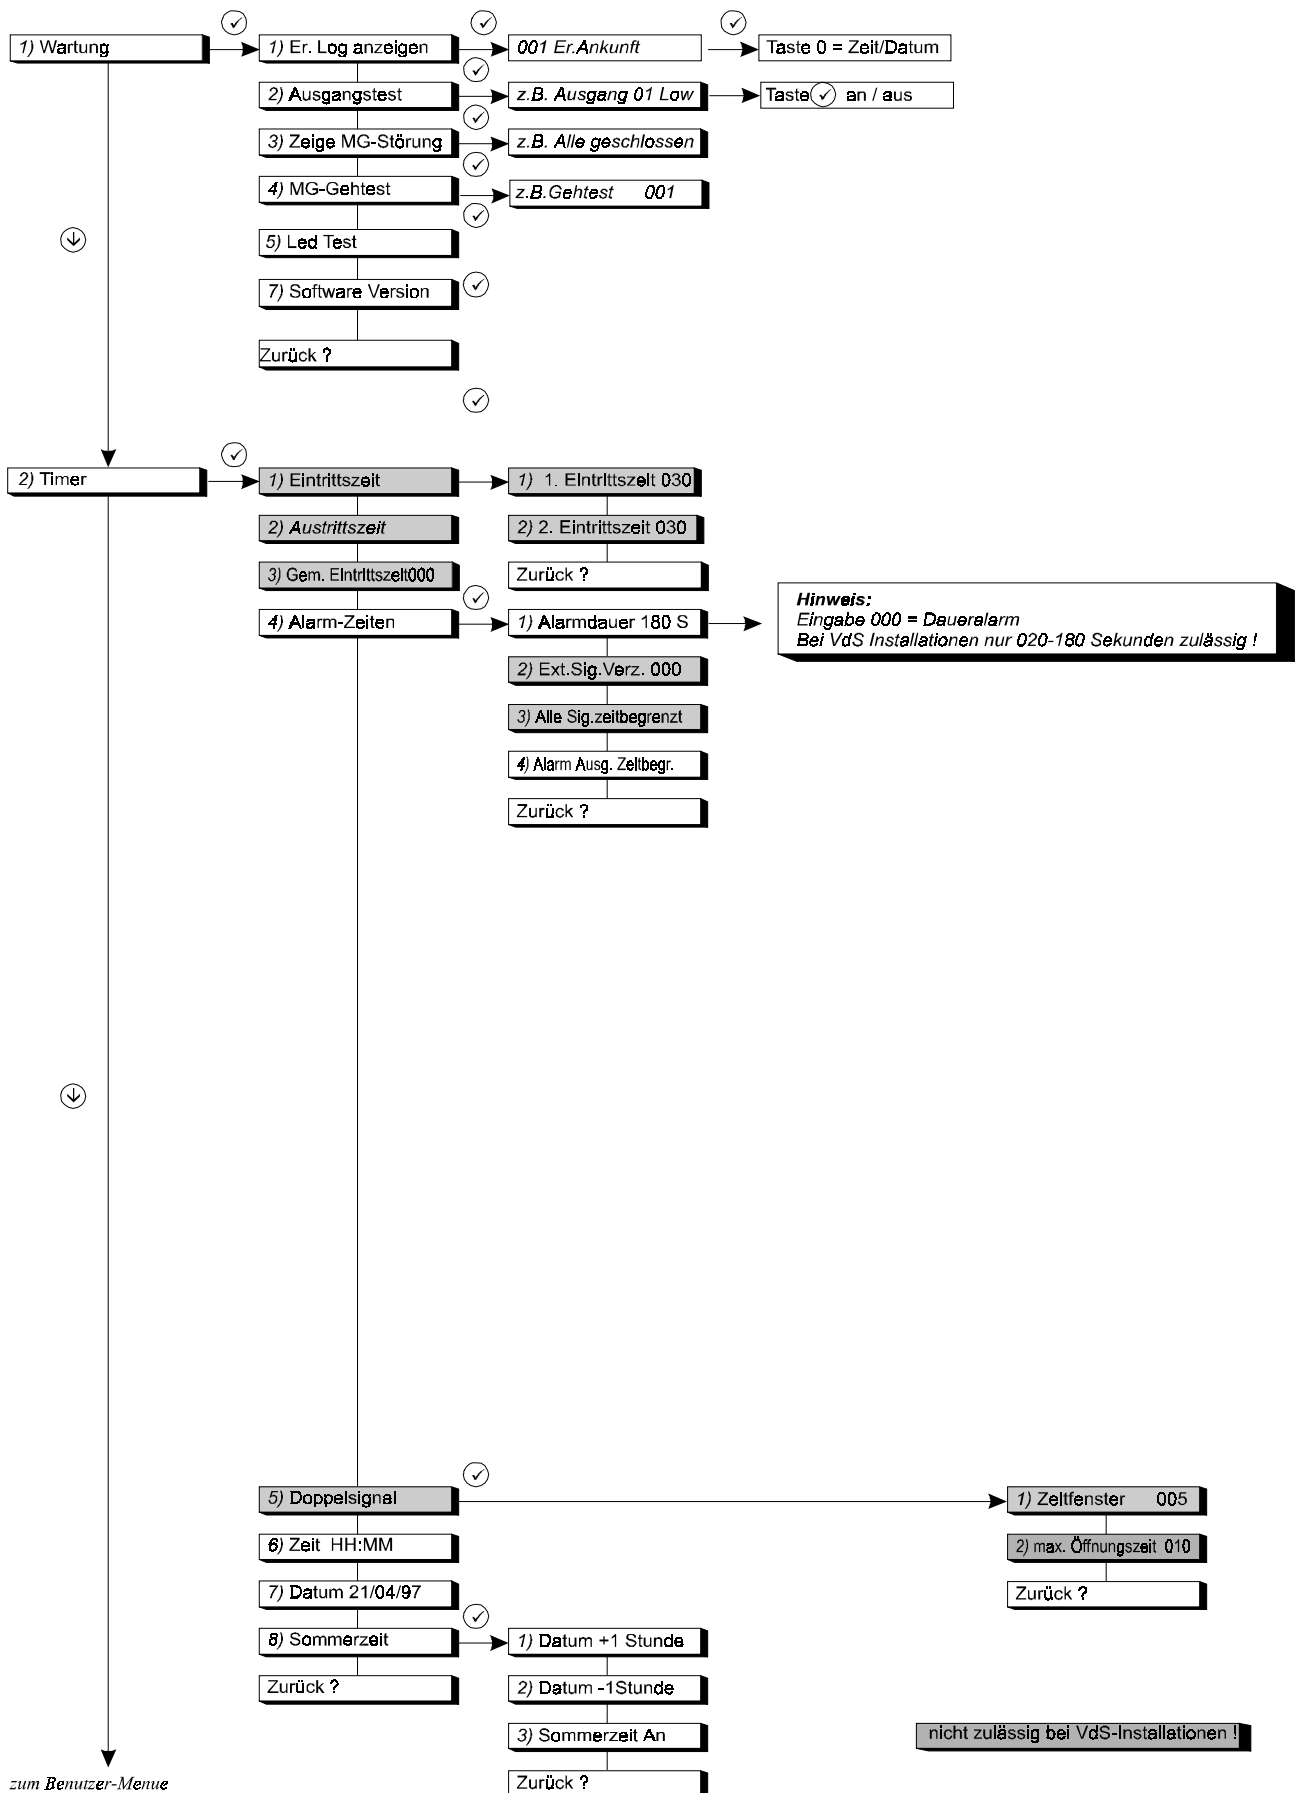 1) Wartung
1) Er. Log anzeigen
001 Er.Ankunft
Taste 0 = Zeit/Datum
2) Ausgangstest
z.B. Ausgang 01 Low
Taste ✓ an / aus
3) Zeige MG-Störung
z.B. Alle geschlossen
4) MG-Gehtest
z.B.Gehtest 001
5) Led Test
7) Software Version
Zurück ?
2) Timer
1) Eintrittszeit
1) 1. Eintrittszeit 030
2) Austrittszeit
2) 2. Eintrittszeit 030
3) Gem. Eintrittszeit000
Zurück ?
4) Alarm-Zeiten
1) Alarmdauer 180 S
Hinweis:
Eingabe 000 = Daueralarm
Bei VdS Installationen nur 020-180 Sekunden zulässig !
2) Ext.Sig.Verz. 000
3) Alle Sig.zeitbegrenzt
4) Alarm Ausg. Zeitbegr.
Zurück ?
5) Doppelsignal
1) Zeitfenster 005
6) Zeit HH:MM
2) max. Öffnungszeit 010
7) Datum 21/04/97
Zurück ?
8) Sommerzeit
1) Datum +1 Stunde
Zurück ?
2) Datum -1Stunde
3) Sommerzeit An
nicht zulässig bei VdS-Installationen !
zum Benutzer-Menue
Zurück ?